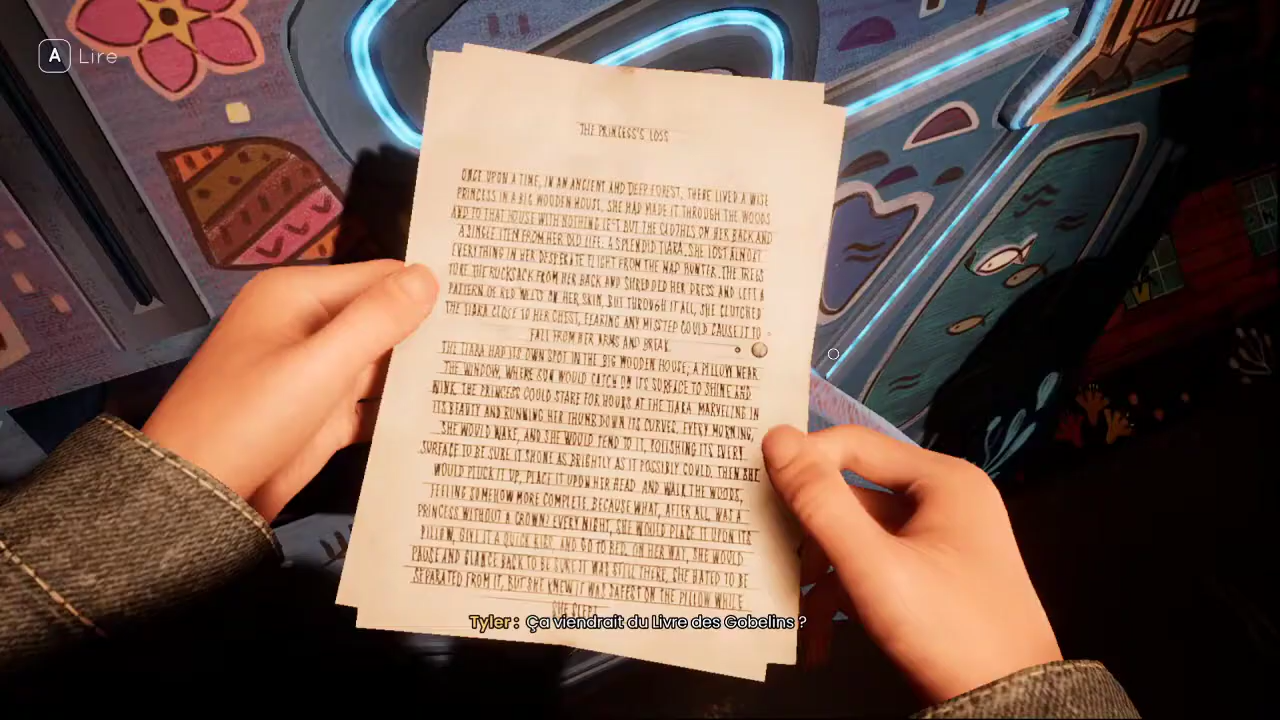 A Lire
THE PRINCESS'S LOSS
ONCE UPON A TIME, IN AN ANCIENT AND DEEP FOREST, THERE LIVED A WISE
PRINCESS IN A BIG WOODEN HOUSE. SHE HAD MADE IT THROUGH THE WOODS
AND TO THAT HOUSE WITH NOTHING LEFT BUT THE CLOTHES ON HER BACK AND
A SINGLE ITEM FROM HER OLD LIFE: A SPLENDID TIARA. SHE LOST ALMOST
EVERYTHING IN HER DESPERATE FLIGHT FROM THE MAD HUNTER. THE TREES
TORE THE RUCKSACK FROM HER BACK AND SHREDDED HER DRESS AND LEFT A
PATTERN OF RED WELTS ON HER SKIN, BUT THROUGH IT ALL, SHE CLUTCHED
THE TIARA CLOSE TO HER CHEST, FEARING ANY MISSTEP COULD CAUSE IT TO
FALL FROM HER ARMS AND BREAK.
THE TIARA HAD ITS OWN SPOT IN THE BIG WOODEN HOUSE, A PILLOW NEAR
THE WINDOW, WHERE SUN WOULD CATCH ON ITS SURFACE TO SHINE AND
WINK. THE PRINCESS COULD STARE FOR HOURS AT THE TIARA, MARVELING IN
ITS BEAUTY AND RUNNING HER THUMB DOWN ITS CURVES. EVERY MORNING,
SHE WOULD WAKE, AND SHE WOULD TEND TO IT, POLISHING ITS EVERY
SURFACE TO BE SURE IT SHONE AS BRIGHTLY AS IT POSSIBLY COULD. THEN SHE
WOULD PLUCK IT UP, PLACE IT UPON HER HEAD, AND WALK THE WOODS,
FEELING SOMEHOW MORE COMPLETE. BECAUSE WHAT, AFTER ALL, WAS A
PRINCESS WITHOUT A CROWN? EVERY NIGHT, SHE WOULD PLACE IT UPON ITS
PILLOW, GIVE IT A QUICK KISS, AND GO TO BED. ON HER WAY, SHE WOULD
PAUSE AND GLANCE BACK TO BE SURE IT WAS STILL THERE. SHE HATED TO BE
SEPARATED FROM IT, BUT SHE KNEW IT WAS SAFEST ON THE PILLOW WHILE
SHE SLEPT.
Tyler : Ça viendrait du Livre des Gobelins ?